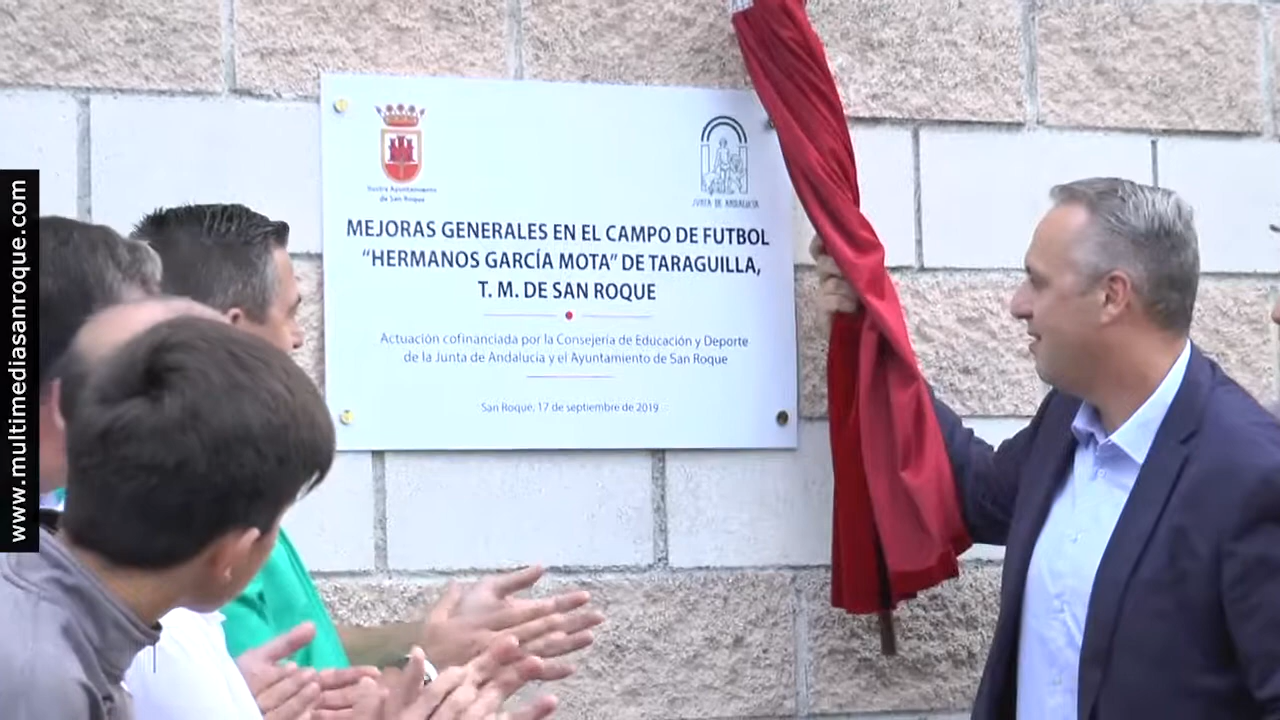 www.multimediasanroque.com
Ilustre Ayuntamiento
de San Roque
JUNTA DE ANDALUCIA
MEJORAS GENERALES EN EL CAMPO DE FUTBOL
“HERMANOS GARCÍA MOTA” DE TARAGUILLA,
T. M. DE SAN ROQUE
Actuación cofinanciada por la Consejería de Educación y Deporte
de la Junta de Andalucía y el Ayuntamiento de San Roque
San Roque, 17 de septiembre de 2019